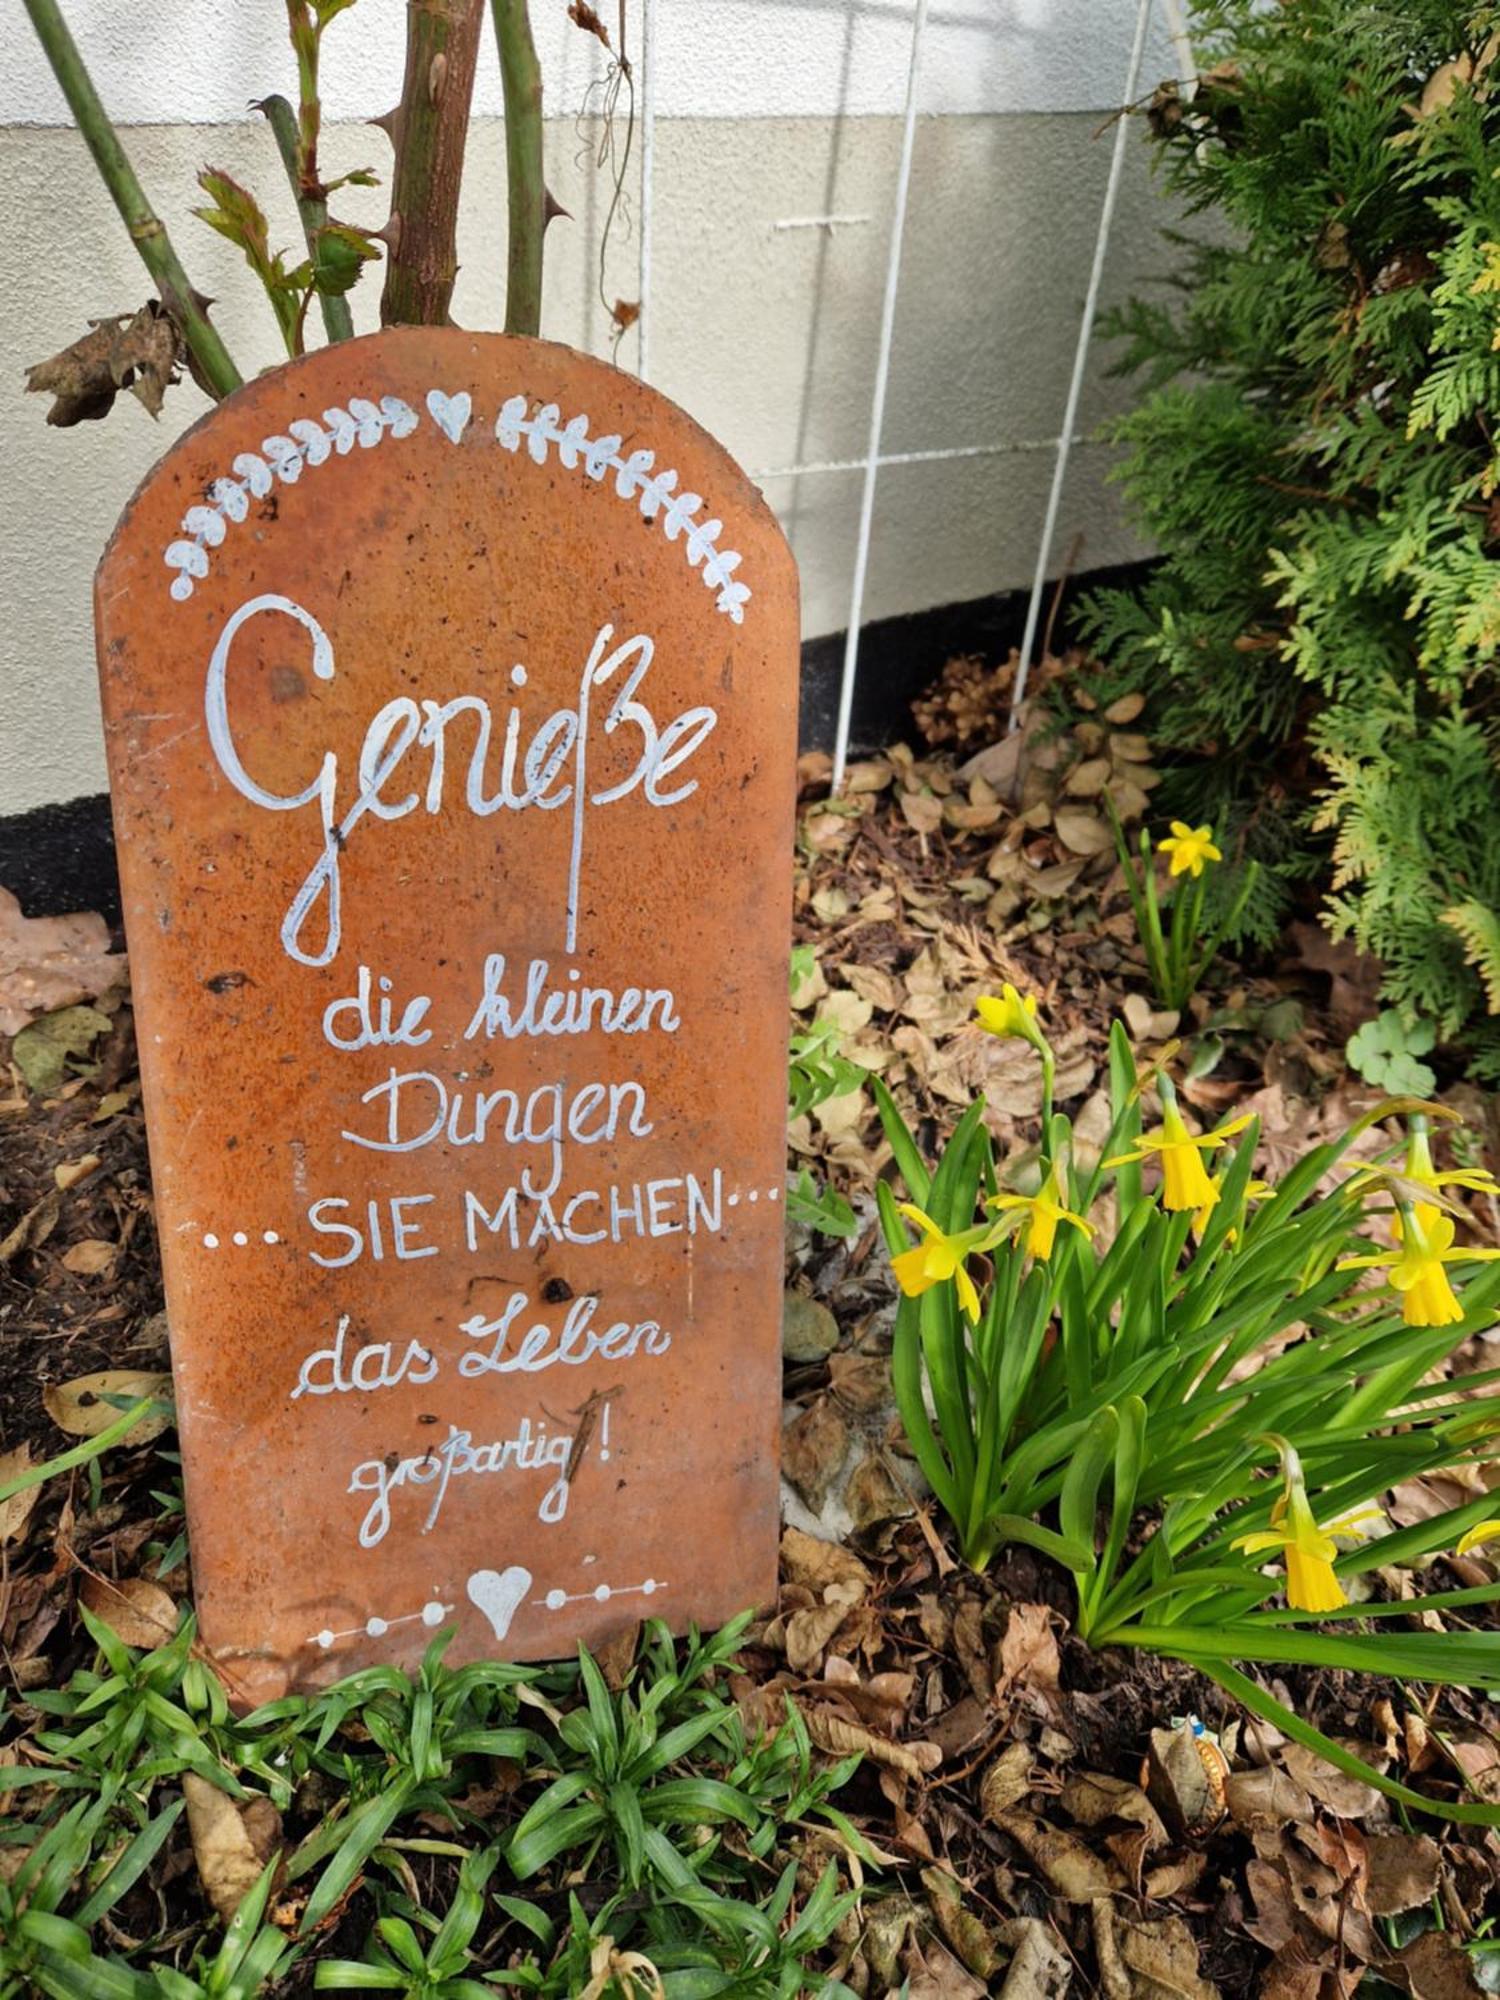 Genieße
die kleinen
Dingen
... SIE MACHEN ...
das Leben
großartig!